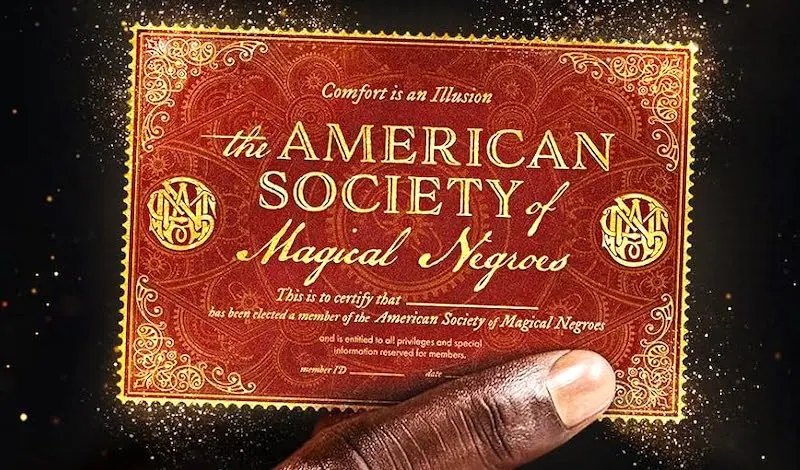 Comfort is an Illusion
the AMERICAN
SOCIETY of
Magical Negroes
This is to certify that
has been elected a member of the American Society of Magical Negroes
and is entitled to all privileges and special
information reserved for members.
member ID date